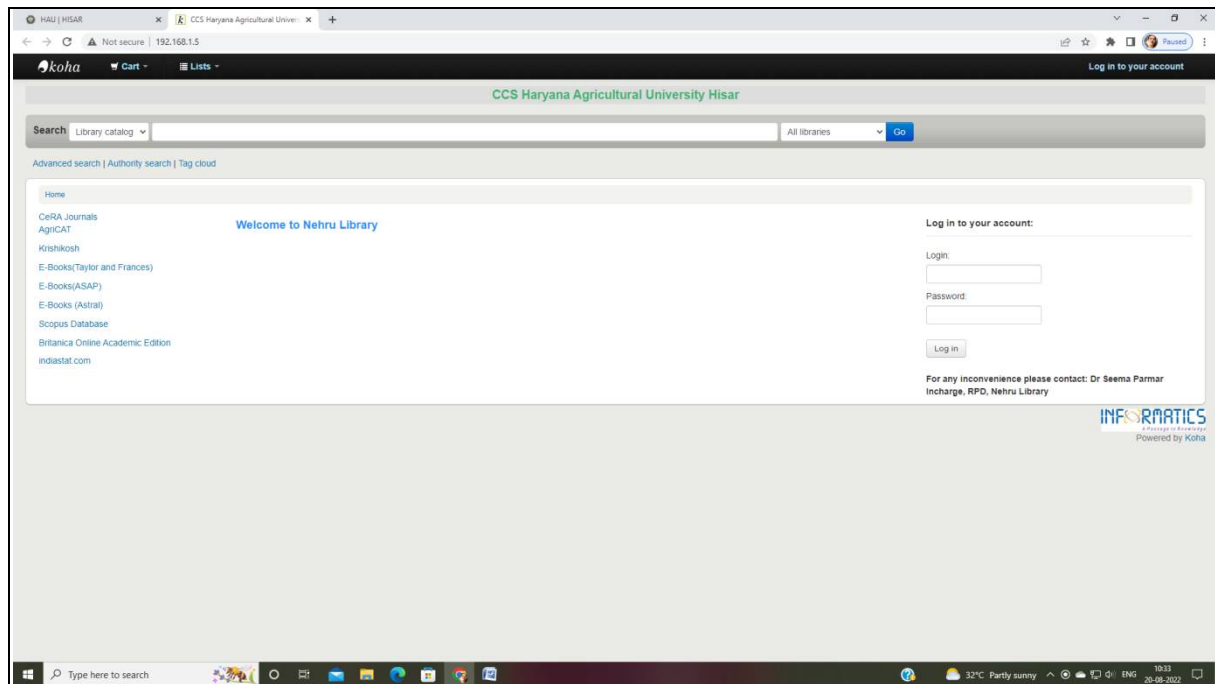 HAU | HISAR
CCS Haryana Agricultural Univer
Not secure | 192.168.1.5
Paused
koha Cart Lists Log in to your account
CCS Haryana Agricultural University Hisar
Search Library catalog All libraries Go
Advanced search | Authority search | Tag cloud
Home
CeRA Journals
AgriCAT
Krishikosh
E-Books(Taylor and Frances)
E-Books(ASAP)
E-Books (Astral)
Scopus Database
Britanica Online Academic Edition
indiastat.com
Welcome to Nehru Library
Log in to your account:
Login:
Password:
Log in
For any inconvenience please contact: Dr Seema Parmar
Incharge, RPD, Nehru Library
INFORMATICS
A Passage to Knowledge
Powered by Koha
Type here to search
32°C Partly sunny
ENG
10:33
20-08-2022